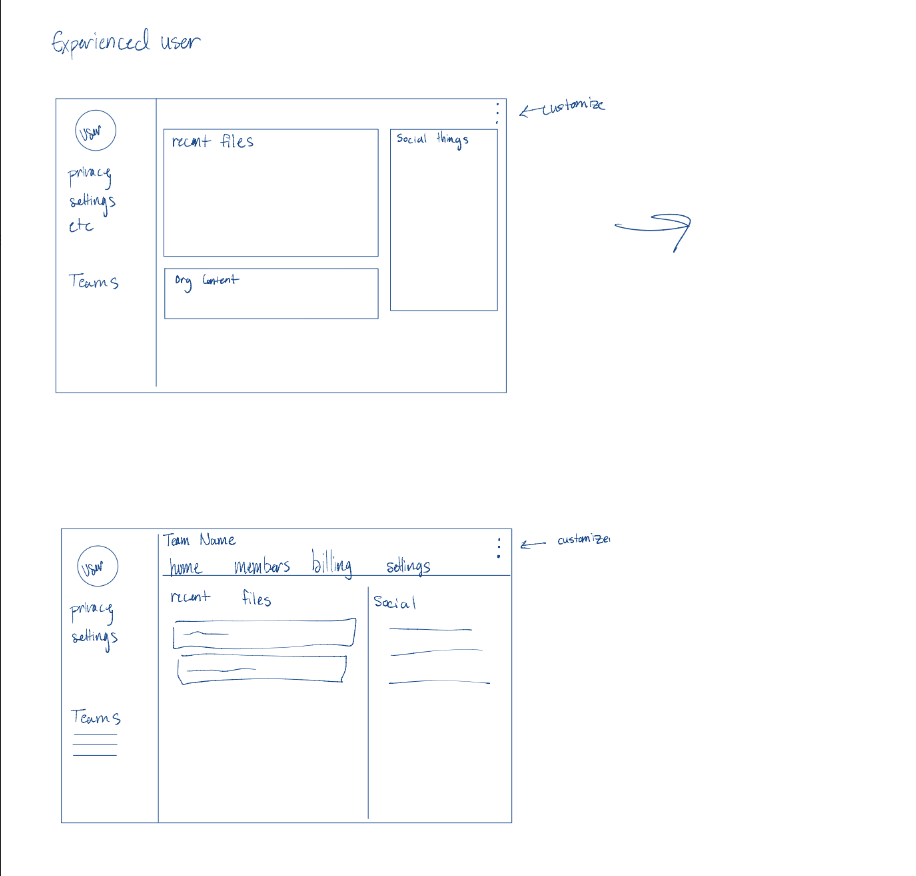 Experienced user
← customize
user
recent files
Social things
privacy
settings
etc
Teams
Org Content
Team Name
← customize
home members billing settings
user
recent files
Social
privacy
settings
Teams